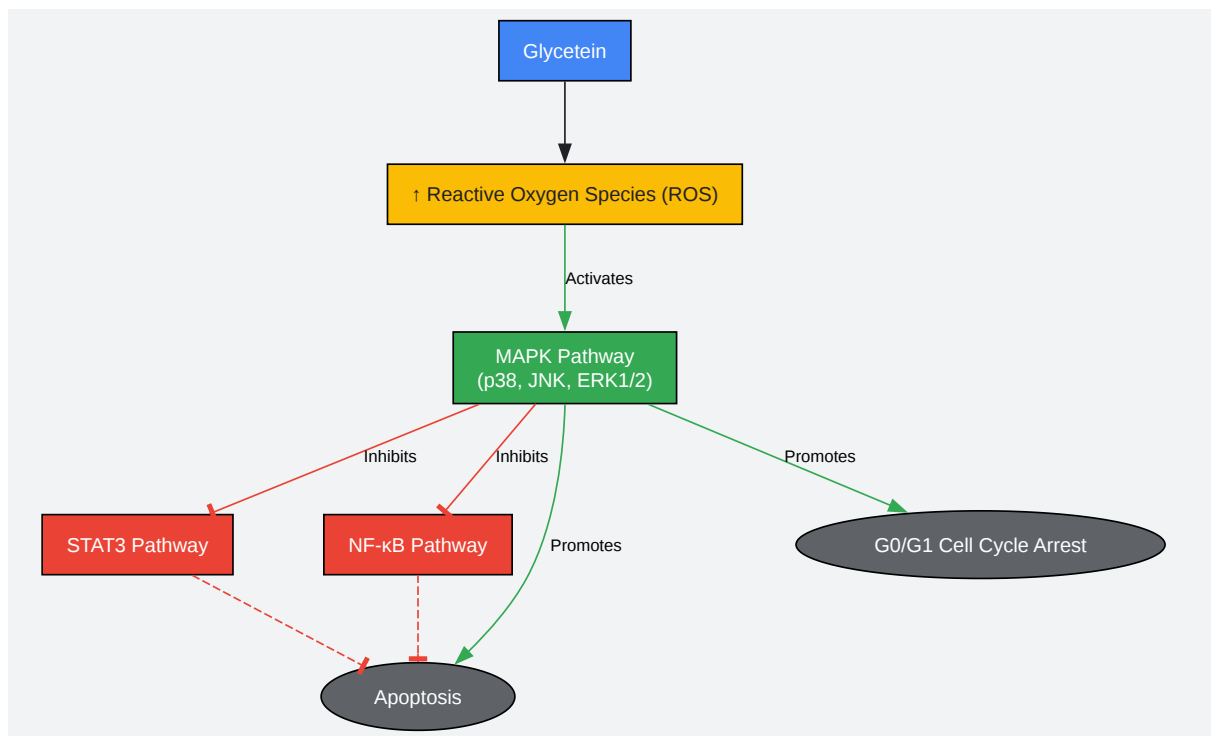 Glycetein
↑ Reactive Oxygen Species (ROS)
Activates
MAPK Pathway
(p38, JNK, ERK1/2)
Inhibits
Inhibits
Promotes
STAT3 Pathway
NF-κB Pathway
Promotes
G0/G1 Cell Cycle Arrest
Apoptosis